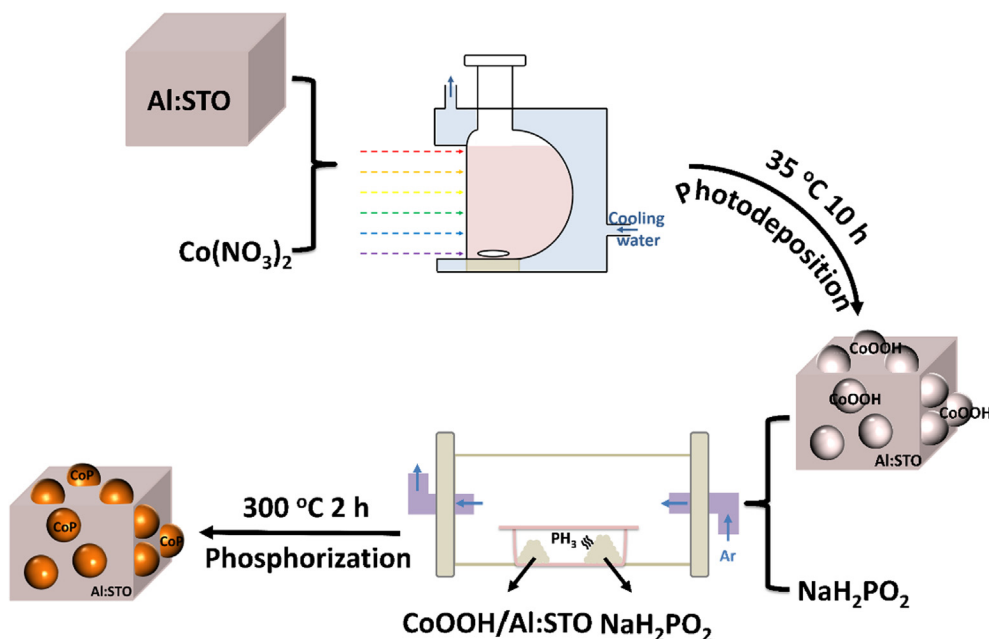 Al:STO
Co(NO₃)₂
Cooling
water
35 °C 10 h
Photodeposition
CoOOH
CoOOH
CoOOH
Al:STO
NaH₂PO₂
Ar
PH₃
CoOOH/Al:STO NaH₂PO₂
300 °C 2 h
Phosphorization
CoP
CoP
CoP
Al:STO